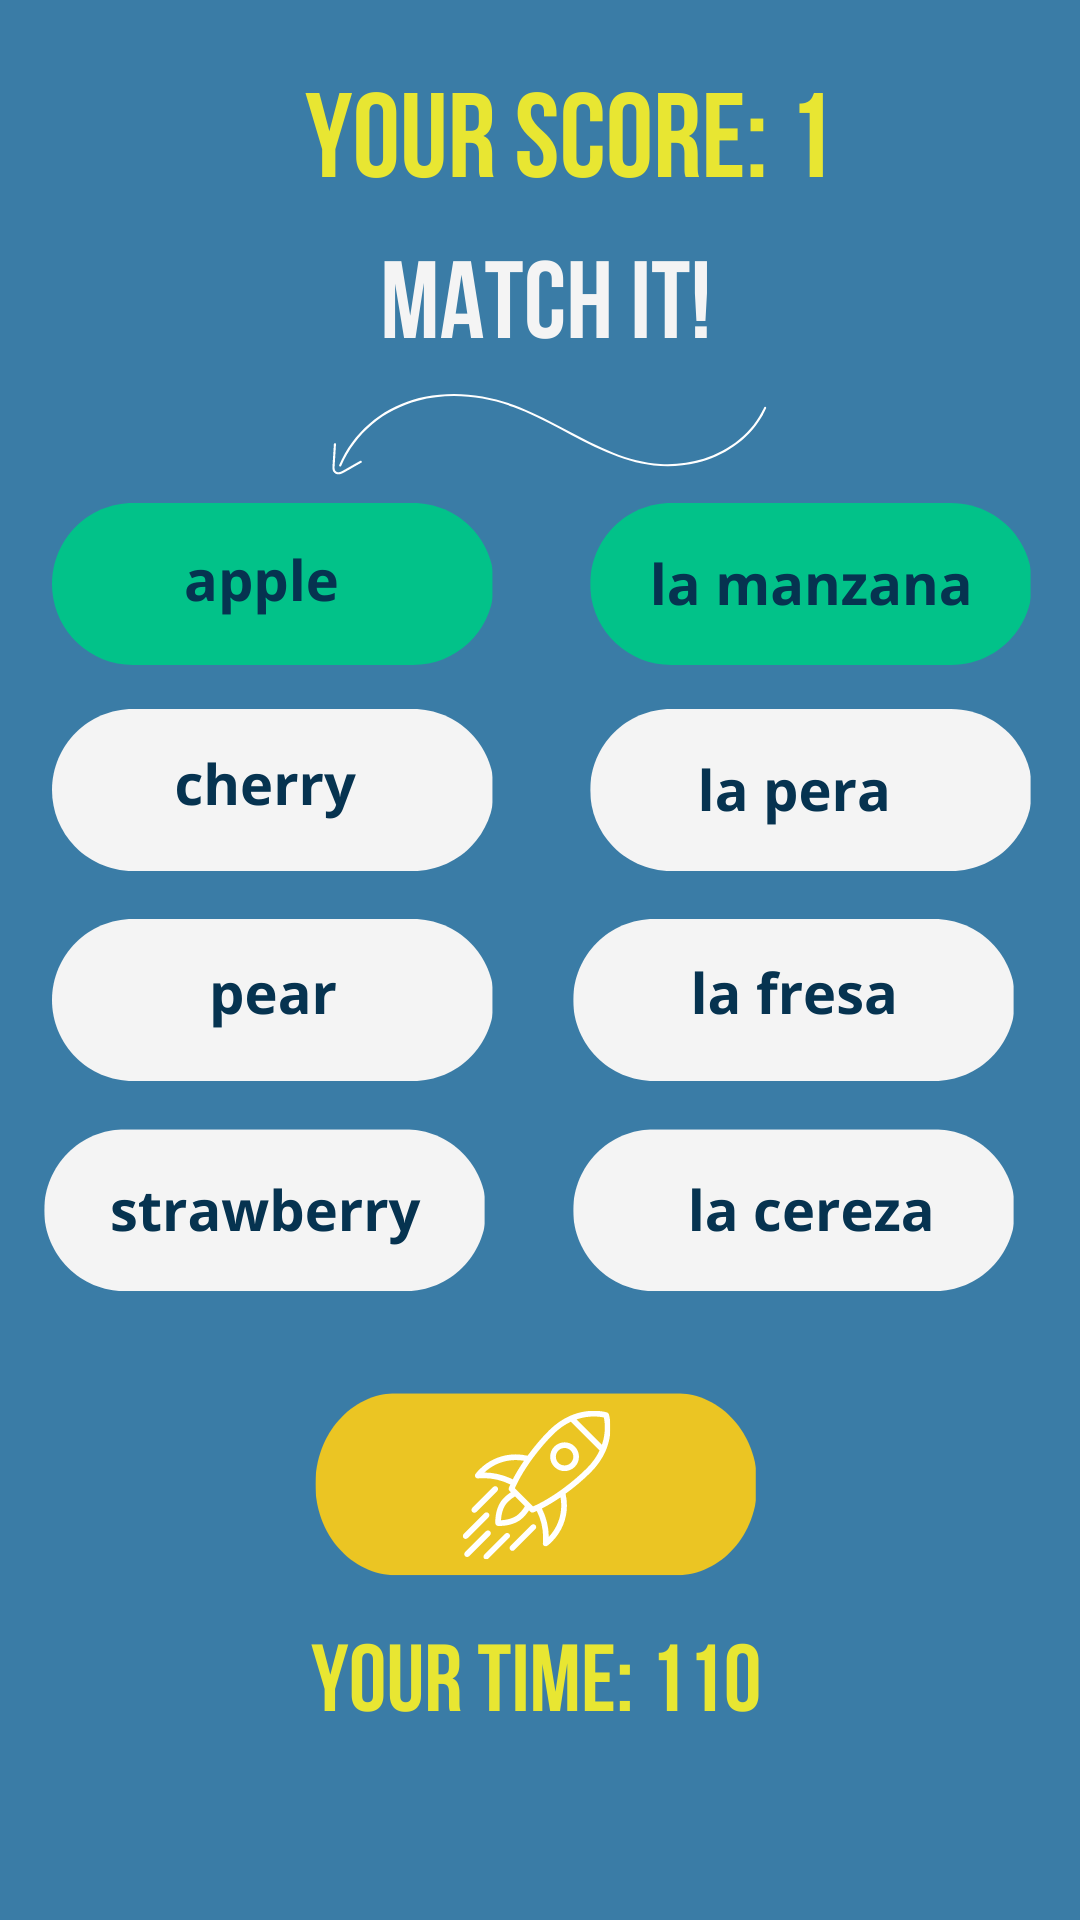 YOUR SCORE: 1
MATCH IT!
apple
la manzana
cherry
la pera
pear
la fresa
strawberry
la cereza
YOUR TIME: 110